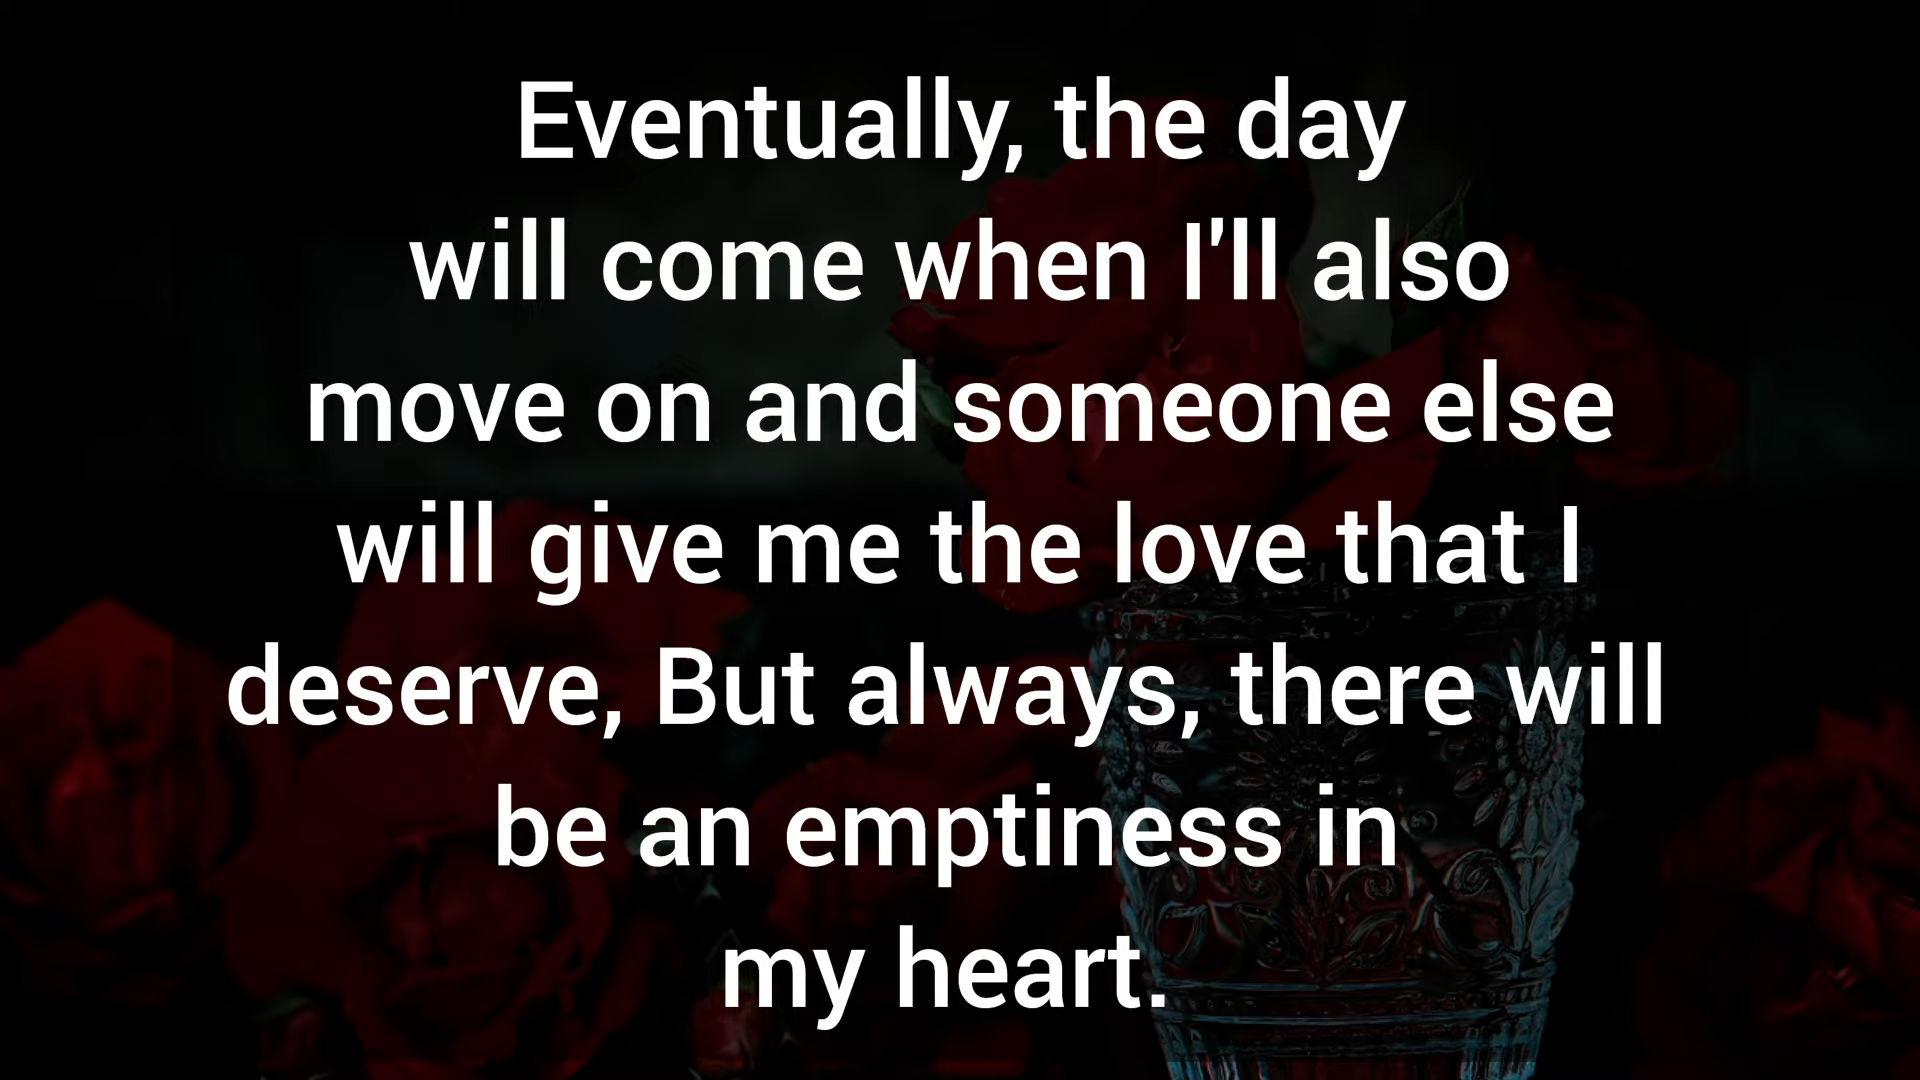 Eventually, the day
will come when I'll also
move on and someone else
will give me the love that I
deserve, But always, there will
be an emptiness in
my heart.